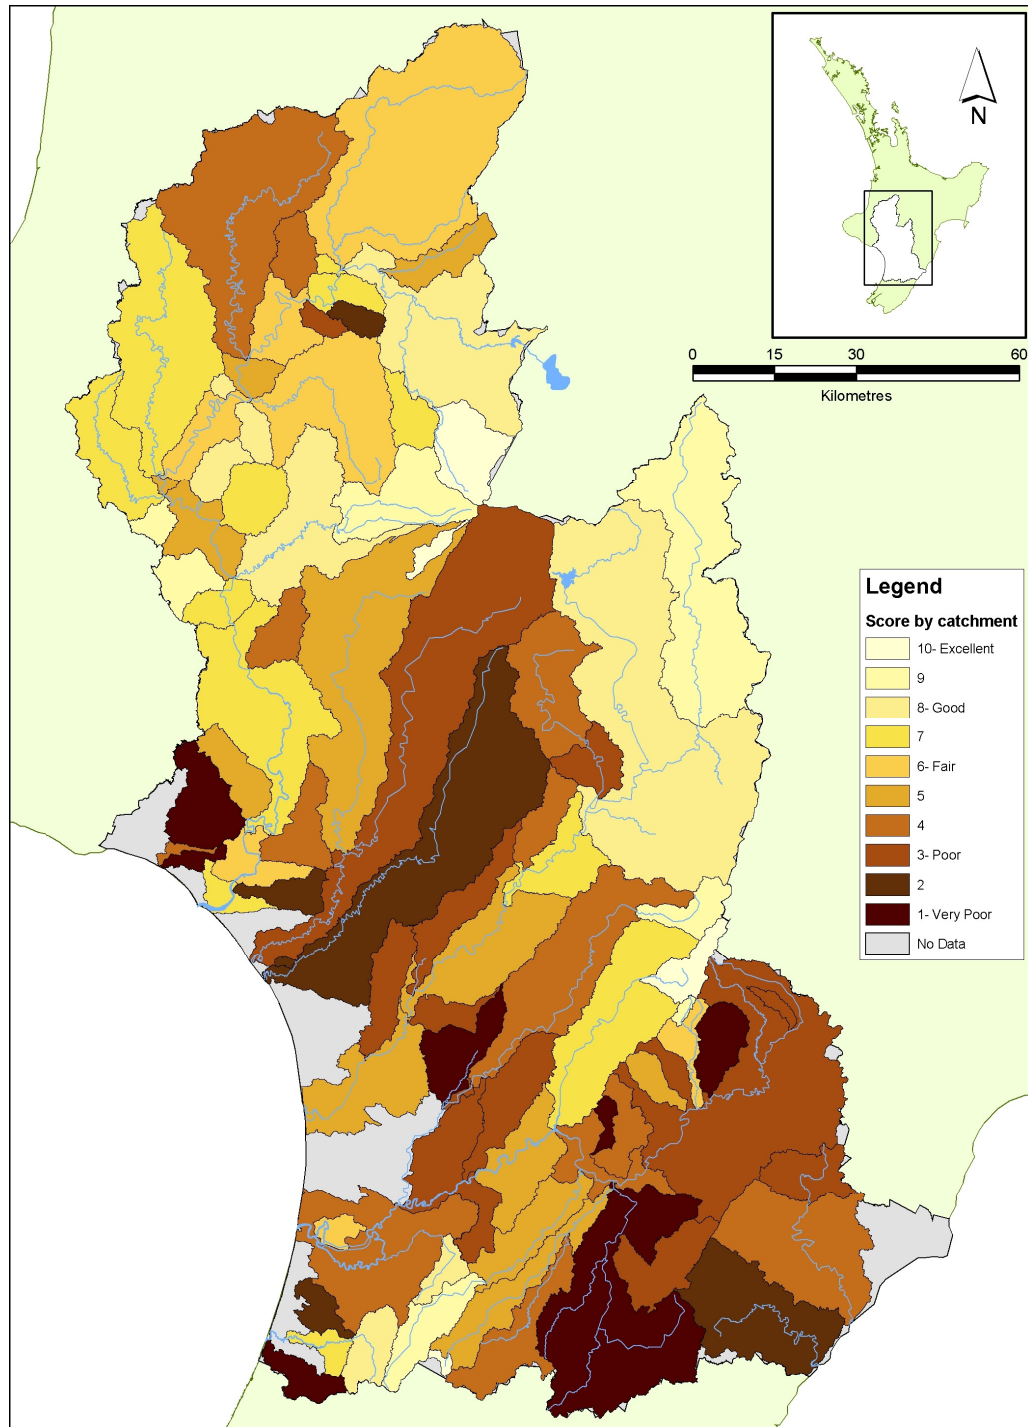 N
0 15 30 60
Kilometres
Legend
Score by catchment
10- Excellent
9
8- Good
7
6- Fair
5
4
3- Poor
2
1- Very Poor
No Data